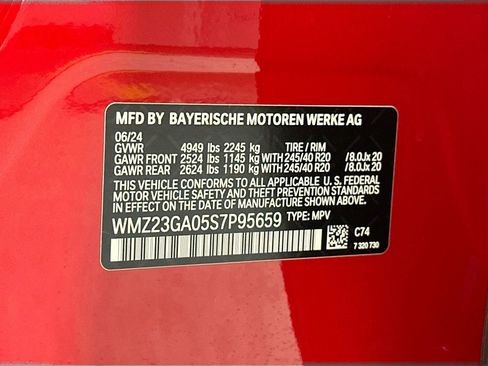 MFD BY BAYERISCHE MOTOREN WERKE AG
06/24
GVWR 4949 lbs 2245 kg TIRE / RIM
GAWR FRONT 2524 lbs 1145 kg WITH 245/40 R20 /8.0Jx 20
GAWR REAR 2624 lbs 1190 kg WITH 245/40 R20 /8.0Jx 20
THIS VEHICLE CONFORMS TO ALL APPLICABLE U. S. FEDERAL
MOTOR VEHICLE SAFETY, BUMPER, AND THEFT PREVENTION
STANDARDS IN EFFECT ON THE DATE OF MANUFACTURE SHOWN ABOVE.
WMZ23GA05S7P95659 TYPE: MPV
C74
7 320 730